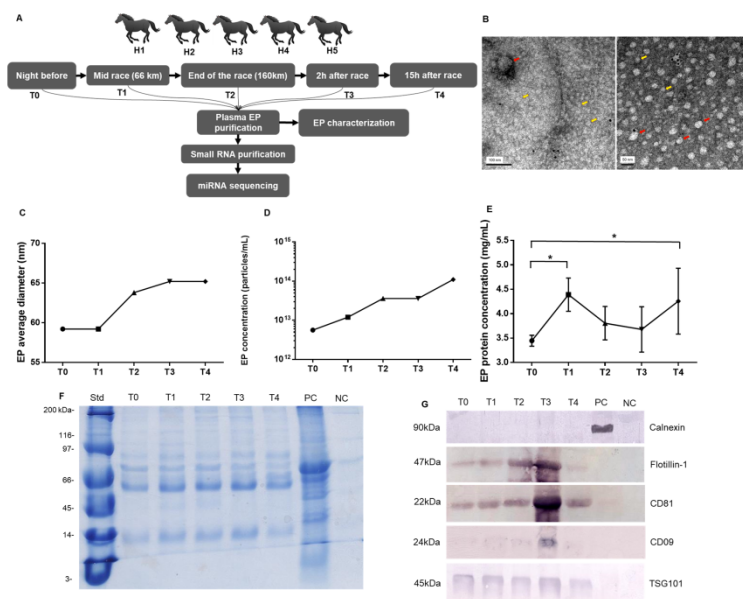 A
H1 H2 H3 H4 H5
Night before
Mid race (66 km)
End of the race (160km)
2h after race
15h after race
T0 T1 T2 T3 T4
Plasma EP
purification
EP characterization
Small RNA purification
miRNA sequencing
B
100 nm
50 nm
C
EP average diameter (nm)
70
65
60
55
T0 T1 T2 T3 T4
D
EP concentration (particles/mL)
10^15
10^14
10^13
10^12
T0 T1 T2 T3 T4
E
EP protein concentration (mg/mL)
5.5
5.0
4.5
4.0
3.5
3.0
* *
T0 T1 T2 T3 T4
F
Std T0 T1 T2 T3 T4 PC NC
200 kDa-
116-
97-
66-
45-
14-
3-
G
T0 T1 T2 T3 T4 PC NC
90kDa Calnexin
47kDa Flotillin-1
22kDa CD81
24kDa CD09
45kDa TSG101